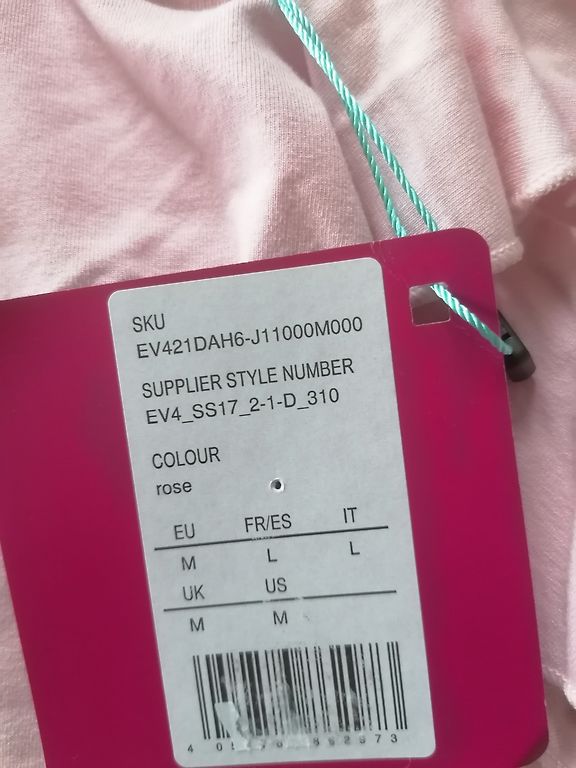 SKU
EV421DAH6-J11000M000
SUPPLIER STYLE NUMBER
EV4_SS17_2-1-D_310
COLOUR
rose
EU FR/ES IT
M L L
UK US
M M